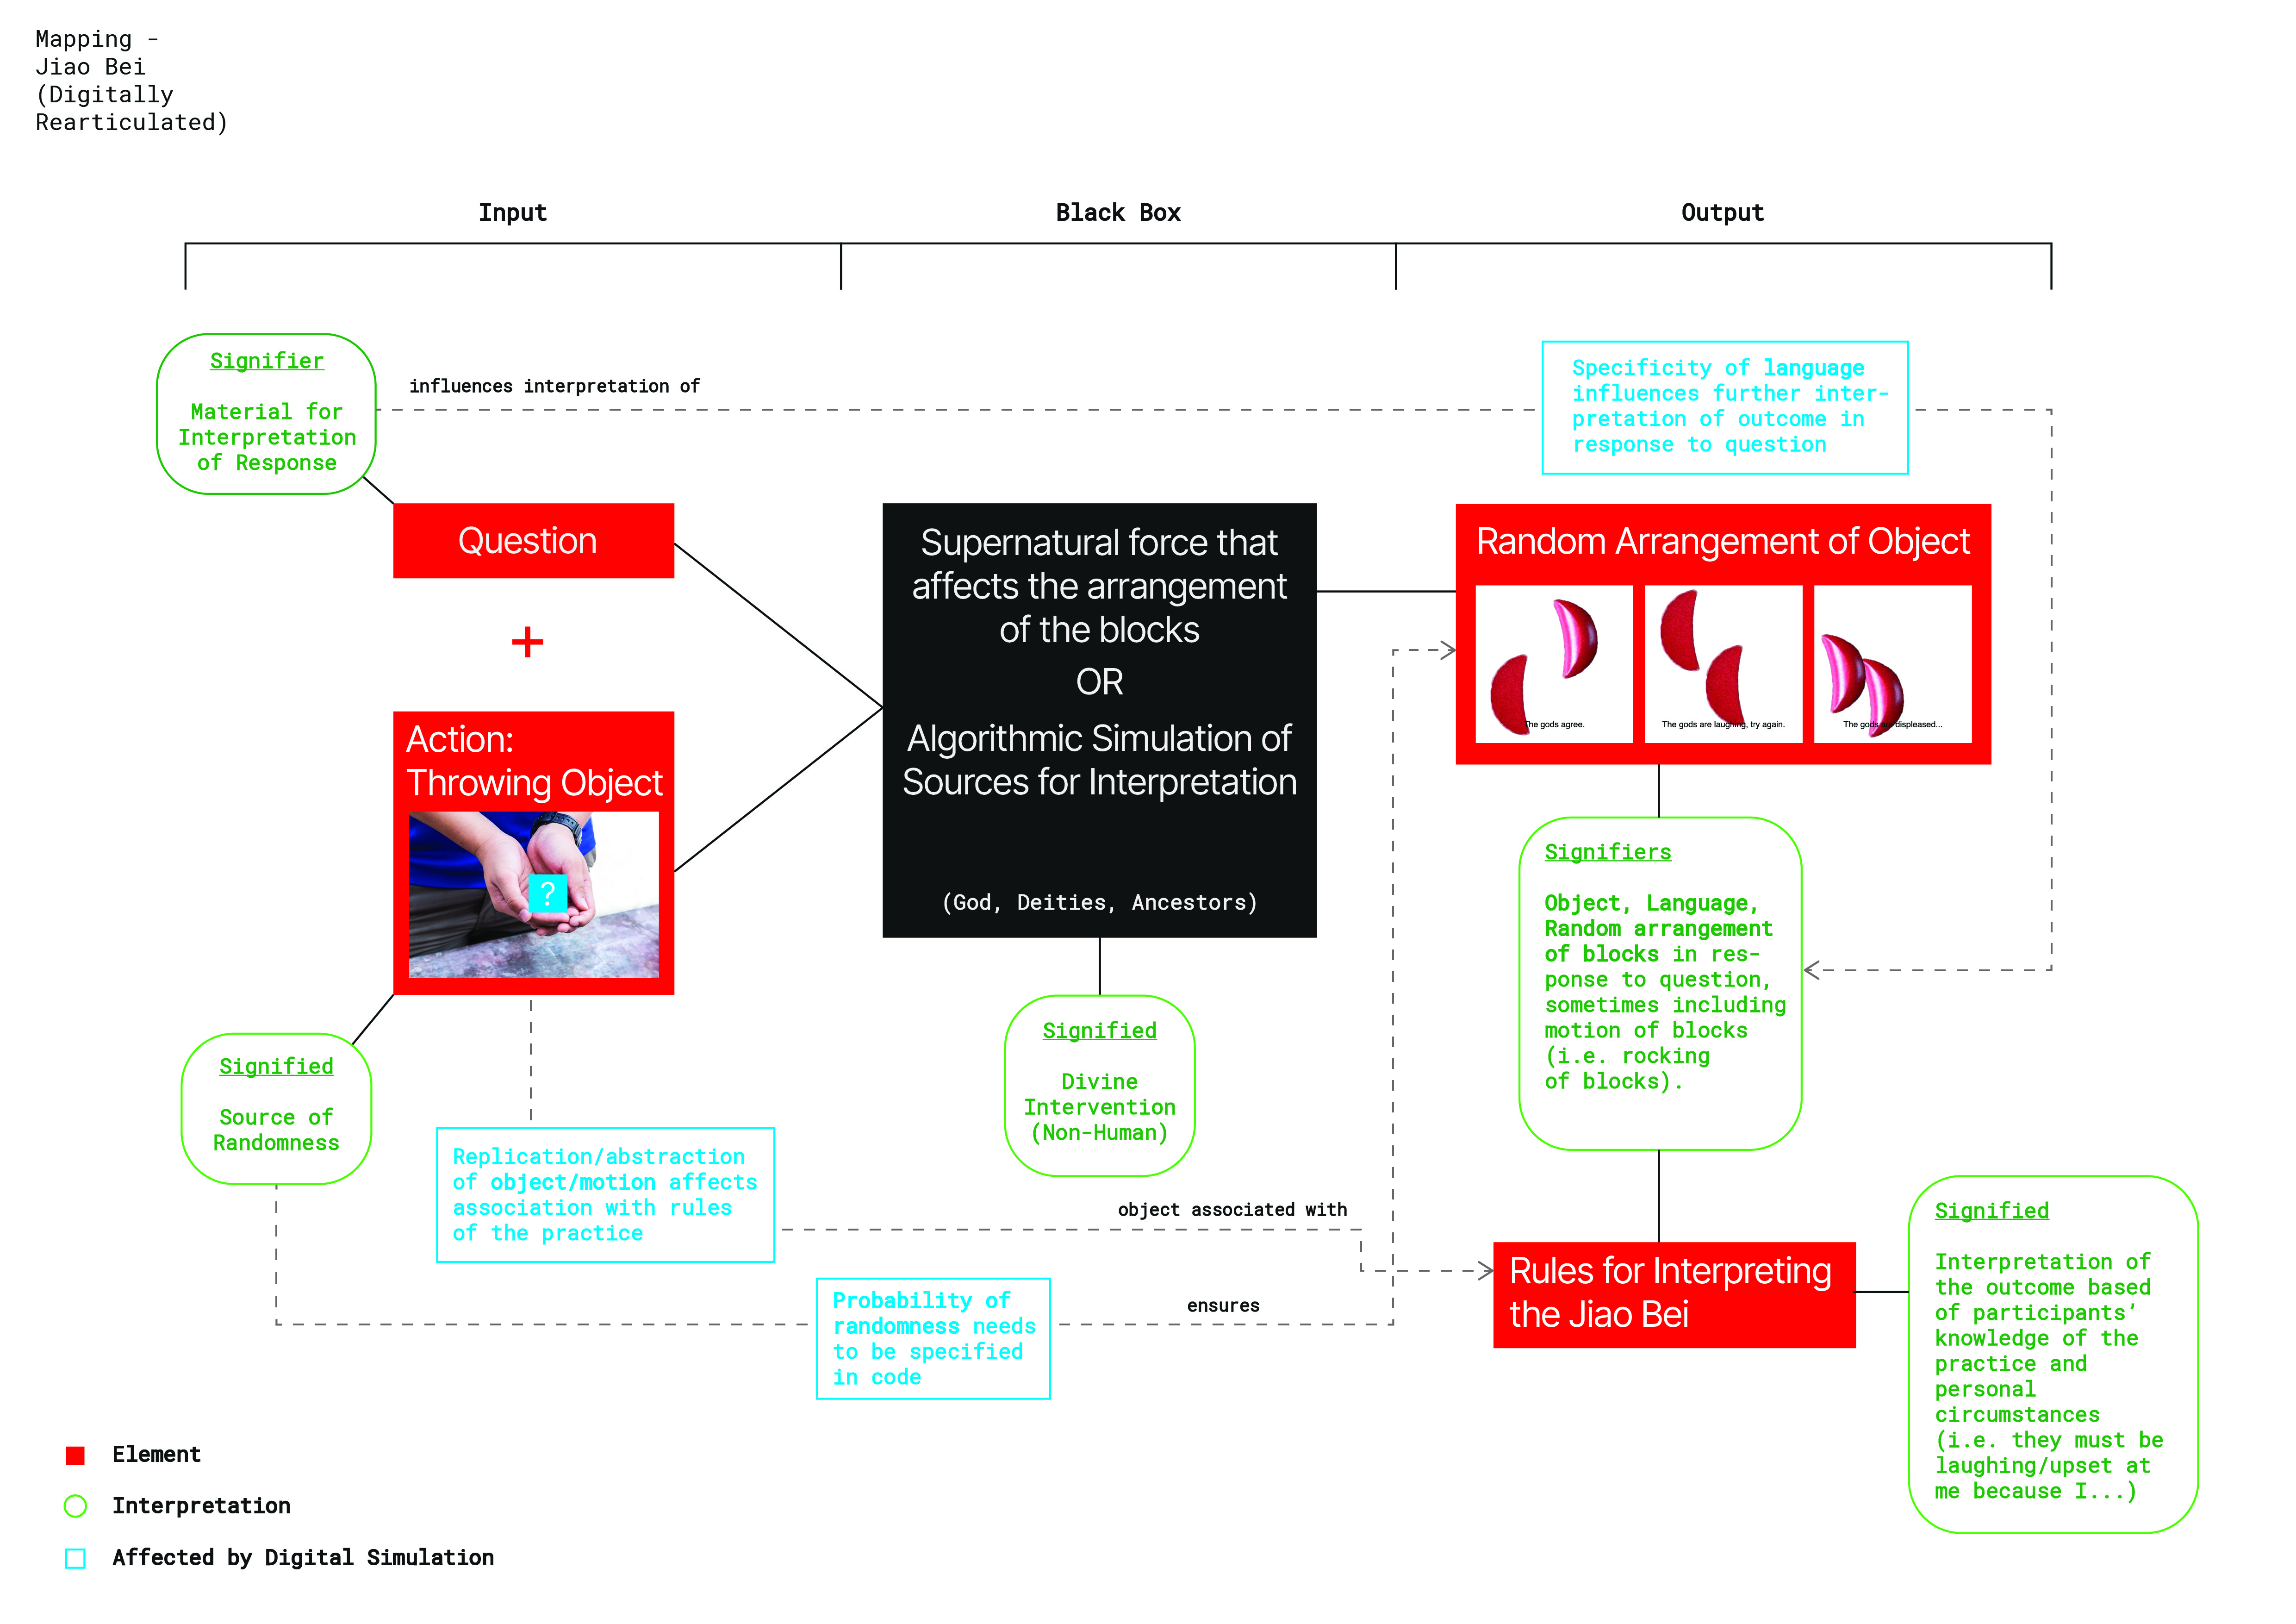 Mapping -
Jiao Bei
(Digitally
Rearticulated)
Input
Black Box
Output
Signifier
Material for
Interpretation
of Response
influences interpretation of
Specificity of language
influences further inter-
pretation of outcome in
response to question
Question
+
Action:
Throwing Object
?
Supernatural force that
affects the arrangement
of the blocks
OR
Algorithmic Simulation of
Sources for Interpretation
(God, Deities, Ancestors)
Random Arrangement of Object
The gods agree.
The gods are laughing, try again.
The gods are displeased...
Signified
Source of
Randomness
Replication/abstraction
of object/motion affects
association with rules
of the practice
Signified
Divine
Intervention
(Non-Human)
Signifiers
Object, Language,
Random arrangement
of blocks in res-
ponse to question,
sometimes including
motion of blocks
(i.e. rocking
of blocks).
object associated with
Probability of
randomness needs
to be specified
in code
ensures
Rules for Interpreting
the Jiao Bei
Signified
Interpretation of
the outcome based
of participants’
knowledge of the
practice and
personal
circumstances
(i.e. they must be
laughing/upset at
me because I...)
Element
Interpretation
Affected by Digital Simulation